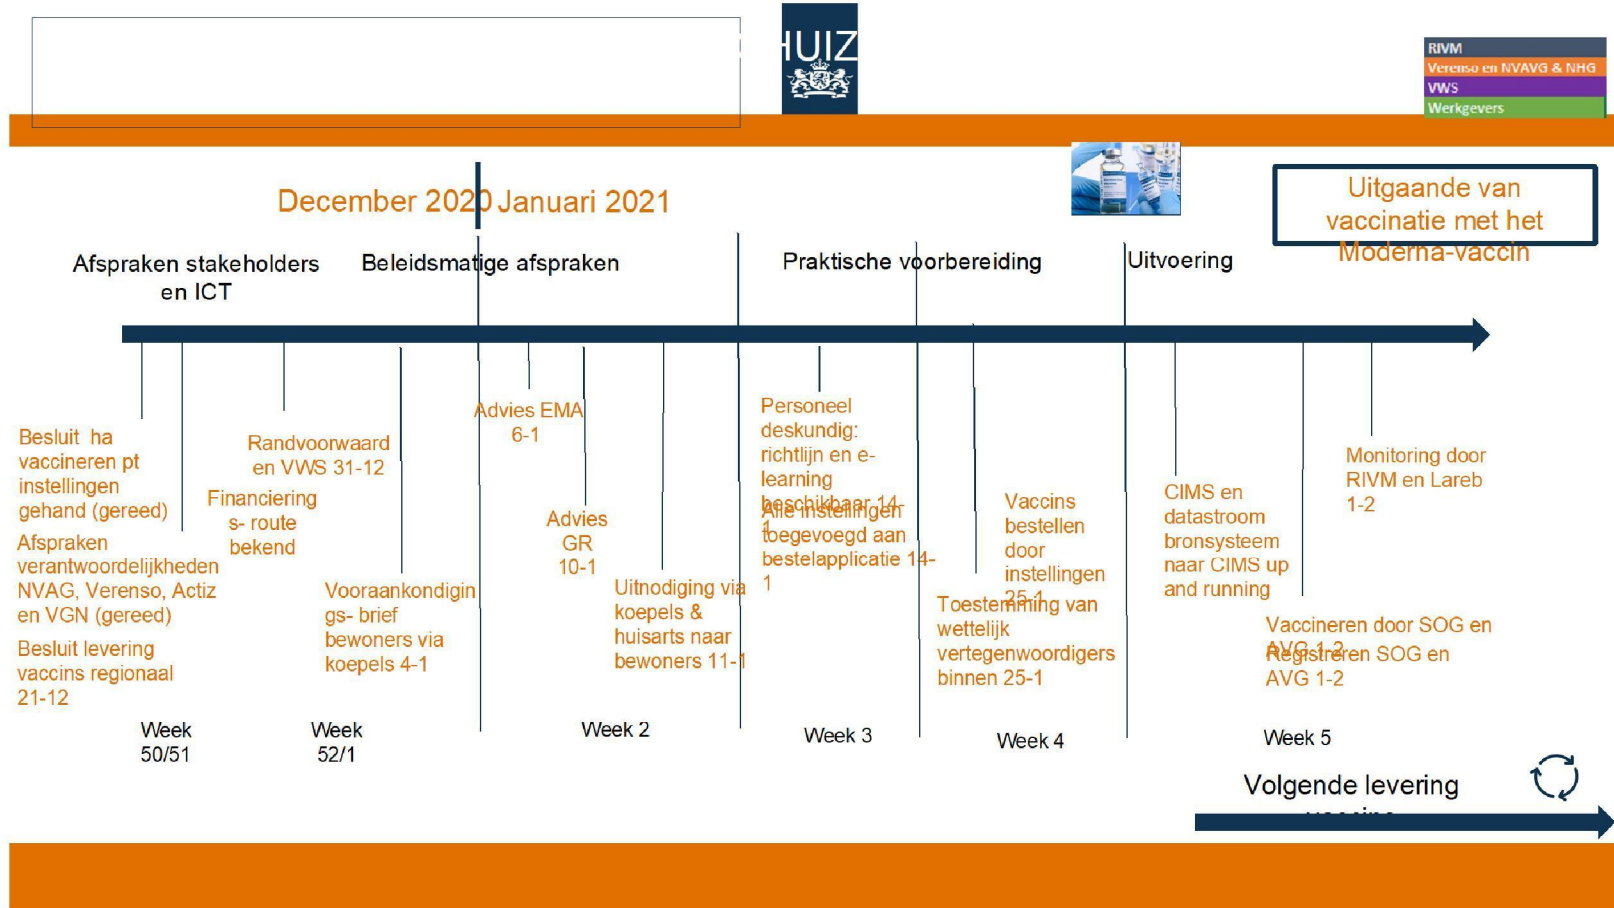 HUIZ
RIVM
Verenso en NVAVG & NHG
VWS
Werkgevers
December 2020
Januari 2021
Uitgaande van
vaccinatie met het
Moderna-vaccin
Afspraken stakeholders
en ICT
Beleidsmatige afspraken
Praktische voorbereiding
Uitvoering
Besluit ha
vaccineren pt
instellingen
gehand (gereed)
Afspraken
verantwoordelijkheden
NVAG, Verenso, Actiz
en VGN (gereed)
Besluit levering
vaccins regionaal
21-12
Randvoorwaard
en VWS 31-12
Financiering
s- route
bekend
Vooraankondigin
gs- brief
bewoners via
koepels 4-1
Advies EMA
6-1
Advies
GR
10-1
Uitnodiging via
koepels &
huisarts naar
bewoners 11-1
Personeel
deskundig:
richtlijn en e-
learning
beschikbaar 14-
1
Alle instellingen
toegevoegd aan
bestelapplicatie 14-
1
Vaccins
bestellen
door
instellingen
25-1
Toestemming van
wettelijk
vertegenwoordigers
binnen 25-1
CIMS en
datastroom
bronsysteem
naar CIMS up
and running
Vaccineren door SOG en
AVG 1-2
Registreren SOG en
AVG 1-2
Monitoring door
RIVM en Lareb
1-2
Week
50/51
Week
52/1
Week 2
Week 3
Week 4
Week 5
Volgende levering
vaccins